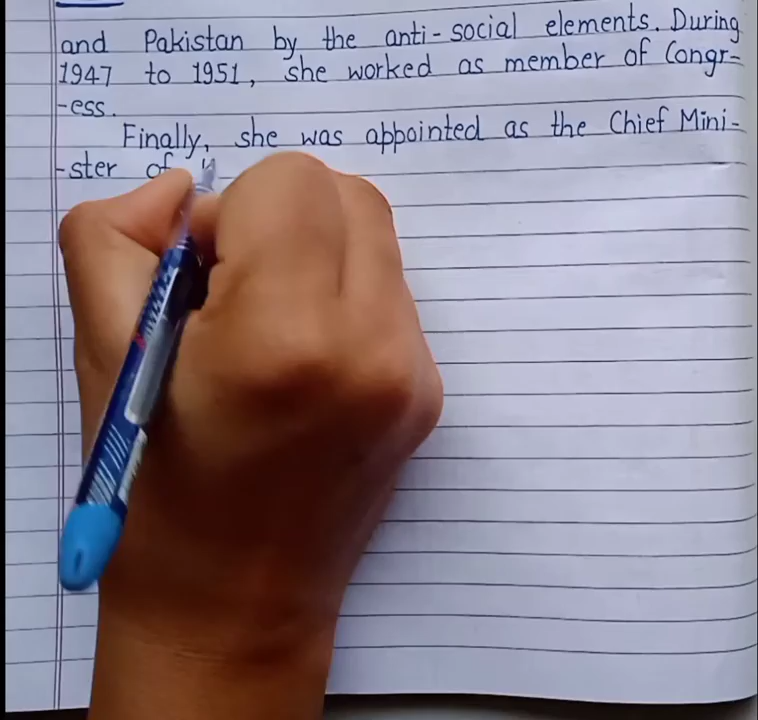 and Pakistan by the anti-social elements. During
1947 to 1951, she worked as member of Congr-
-ess.
Finally, she was appointed as the Chief Mini-
-ster of